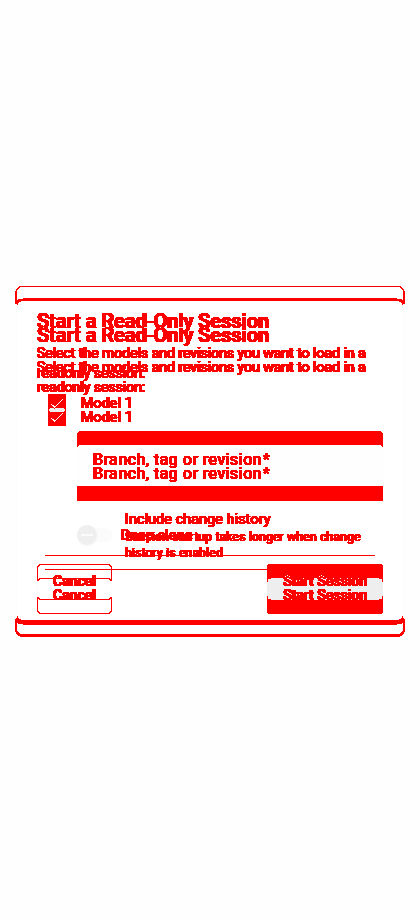 Start a Read-Only Session
Start a Read-Only Session
Select the models and revisions you want to load in a
Select the models and revisions you want to load in a
readonly session:
readonly session:
Model 1
Model 1
Branch, tag or revision*
Branch, tag or revision*
Include change history
up takes longer when change
history is enabled
Cancel
Start Session
Cancel
Start Session